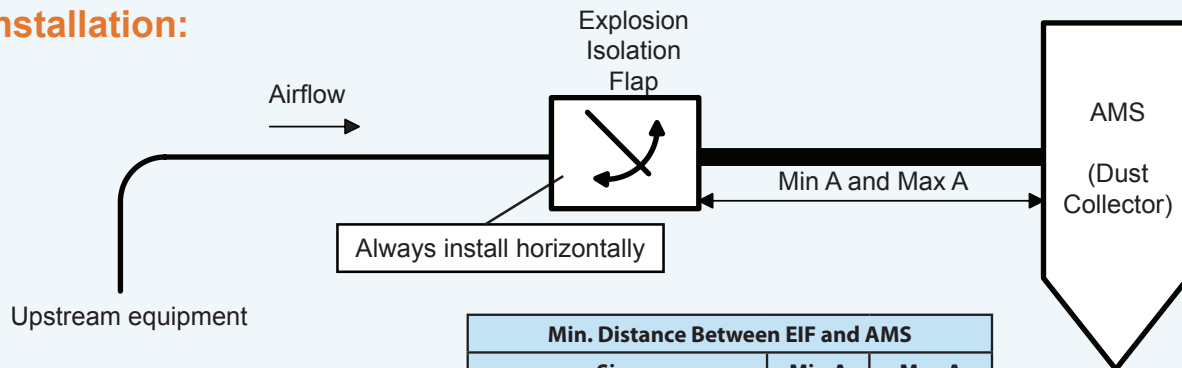 nstallation:
Explosion
Isolation
Flap
Airflow
AMS
(Dust
Collector)
Min A and Max A
Always install horizontally
Upstream equipment
Min. Distance Between EIF and AMS